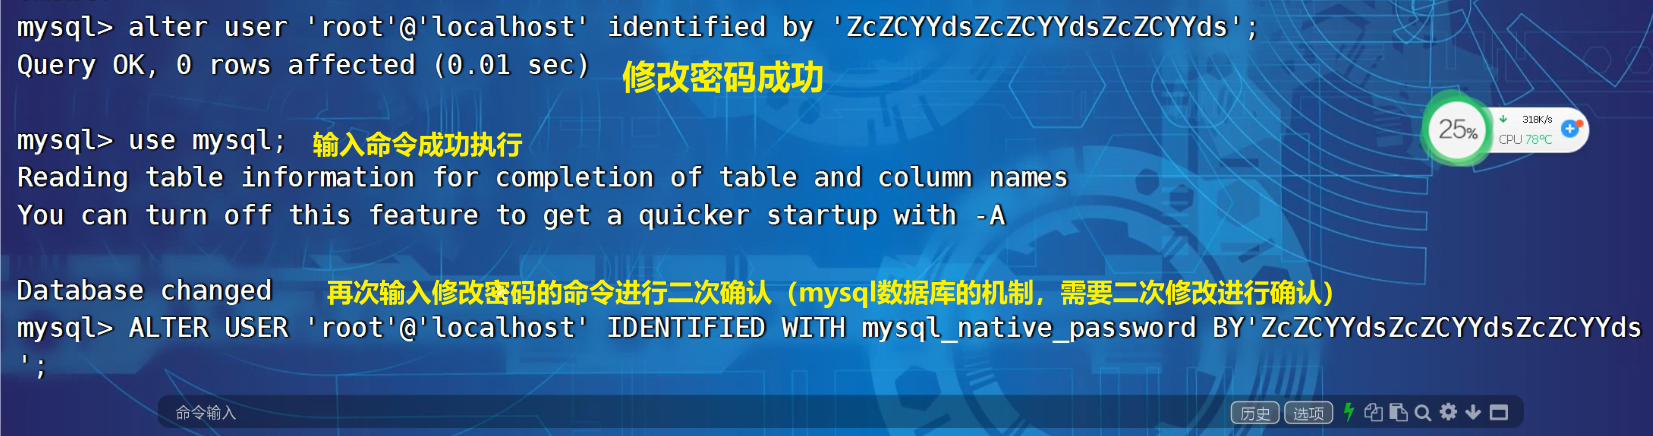 mysql> alter user 'root'@'localhost' identified by 'ZcZCYYdsZcZCYYdsZcZCYYds';
Query OK, 0 rows affected (0.01 sec)
修改密码成功
mysql> use mysql; 输入命令成功执行
Reading table information for completion of table and column names
You can turn off this feature to get a quicker startup with -A
25%
318K/s
CPU 78℃
Database changed 再次输入修改密码的命令进行二次确认（mysql数据库的机制，需要二次修改进行确认）
mysql> ALTER USER 'root'@'localhost' IDENTIFIED WITH mysql_native_password BY'ZcZCYYdsZcZCYYdsZcZCYYds
';
命令输入 历史 选项